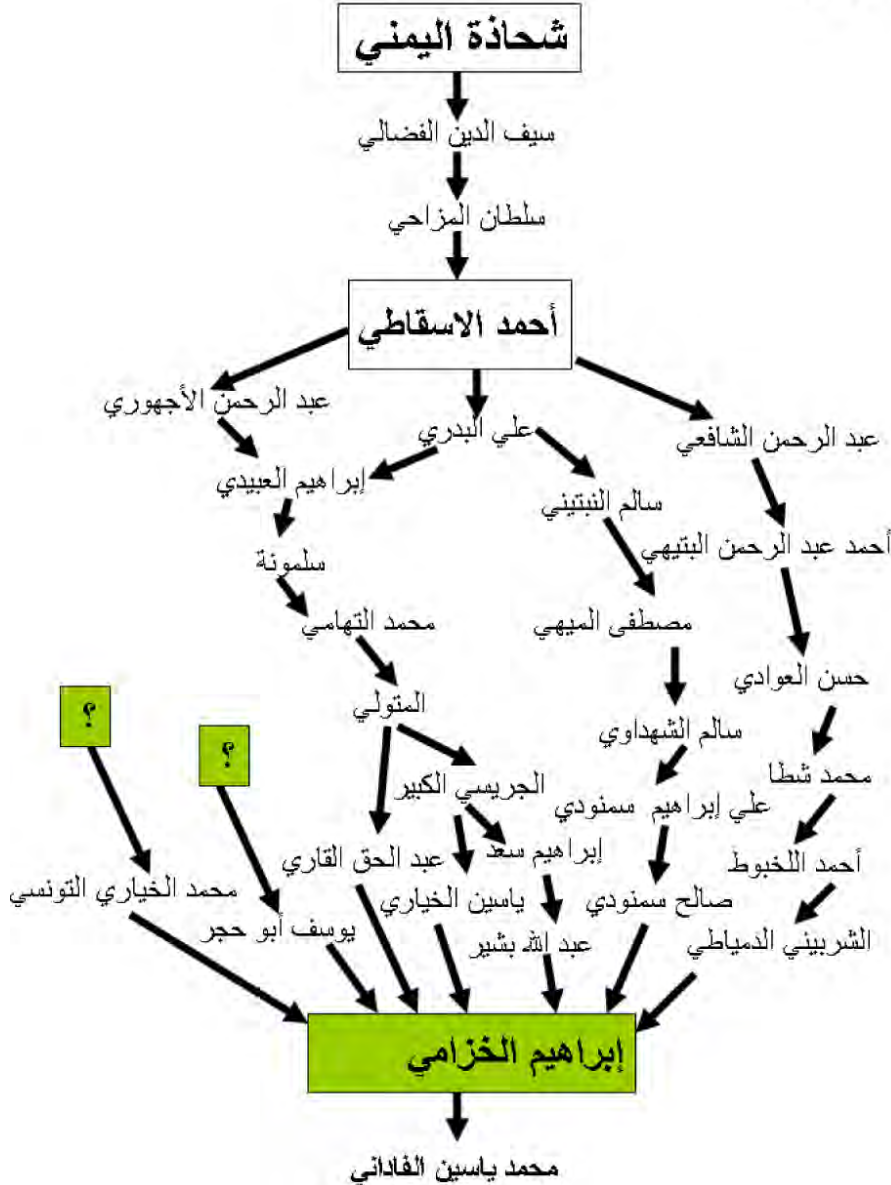 شحاذة اليمني
سيف الدين الفضالي
سلطان المزاحي
أحمد الاسقاطي
عبد الرحمن الأجهوري
علي البدري
عبد الرحمن الشافعي
إبراهيم العبيدي
سالم النبتيني
أحمد عبد الرحمن البتيهي
سلمونة
محمد التهامي
مصطفى الميهي
حسن العوادي
المتولي
؟
سالم الشهداوي
؟
محمد شطا
الجريسي الكبير
علي إبراهيم سمنودي
إبراهيم سعد
عبد الحق القاري
أحمد اللخبوط
محمد الخياري التونسي
ياسين الخياري
صالح سمنودي
يوسف أبو حجر
عبد الله بشير
الشربيني الدمياطي
إبراهيم الخزامي
محمد ياسين الفاداني